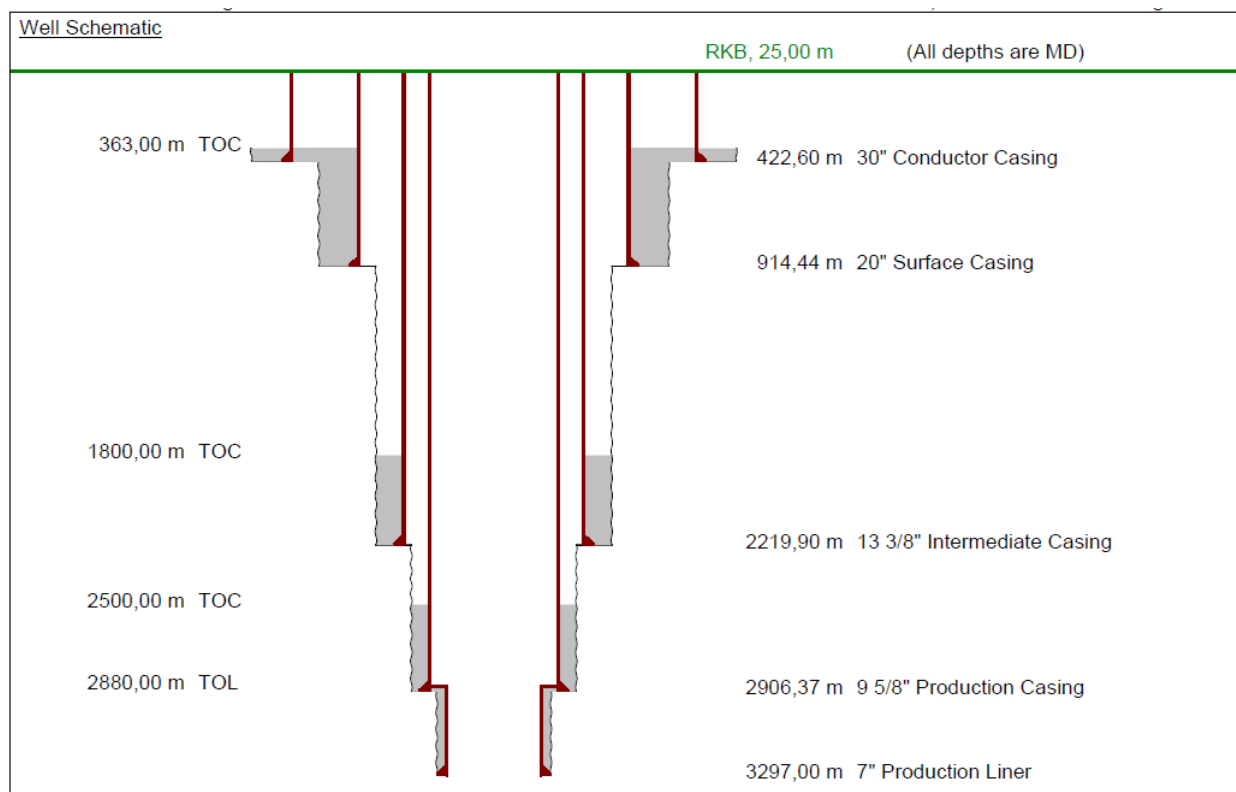 Well Schematic
RKB, 25,00 m (All depths are MD)
363,00 m TOC
422,60 m 30" Conductor Casing
914,44 m 20" Surface Casing
1800,00 m TOC
2219,90 m 13 3/8" Intermediate Casing
2500,00 m TOC
2880,00 m TOL
2906,37 m 9 5/8" Production Casing
3297,00 m 7" Production Liner